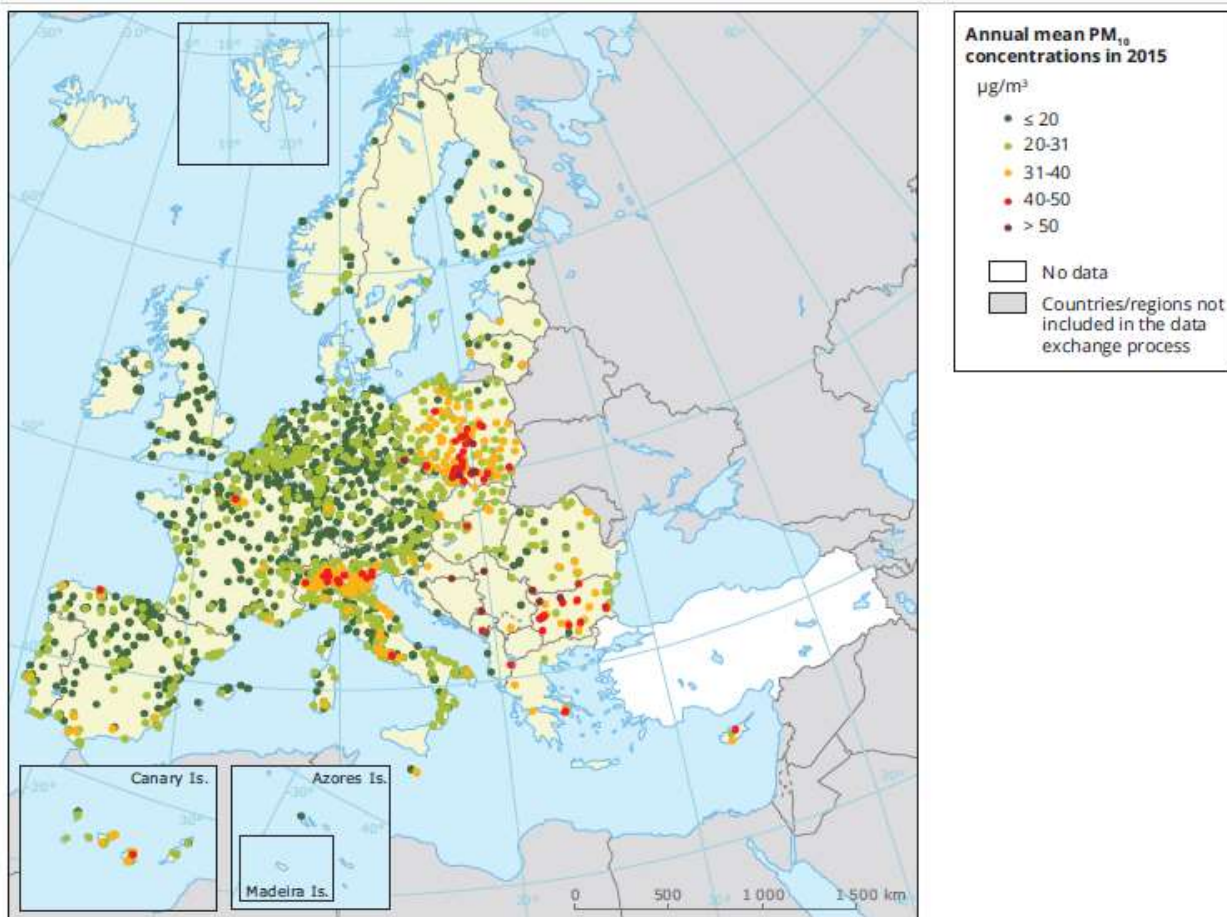 Annual mean PM₁₀
concentrations in 2015
µg/m³
≤ 20
20-31
31-40
40-50
> 50
No data
Countries/regions not
included in the data
exchange process
Canary Is.
Azores Is.
Madeira Is.
0 500 1 000 1 500 km